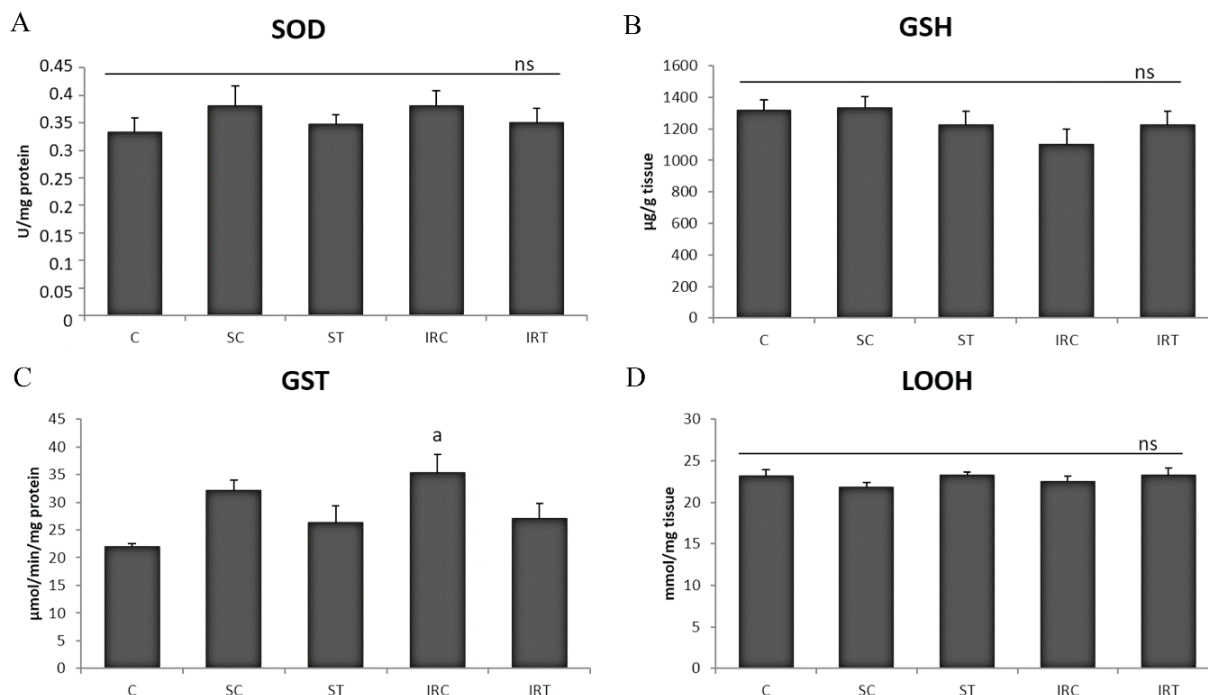 A
SOD
ns
U/mg protein
0.45
0.4
0.35
0.3
0.25
0.2
0.15
0.1
0.05
0
C SC ST IRC IRT
B
GSH
ns
µg/g tissue
1600
1400
1200
1000
800
600
400
200
0
C SC ST IRC IRT
C
GST
a
µmol/min/mg protein
45
40
35
30
25
20
15
10
5
0
C SC ST IRC IRT
D
LOOH
ns
mmol/mg tissue
30
25
20
15
10
5
0
C SC ST IRC IRT